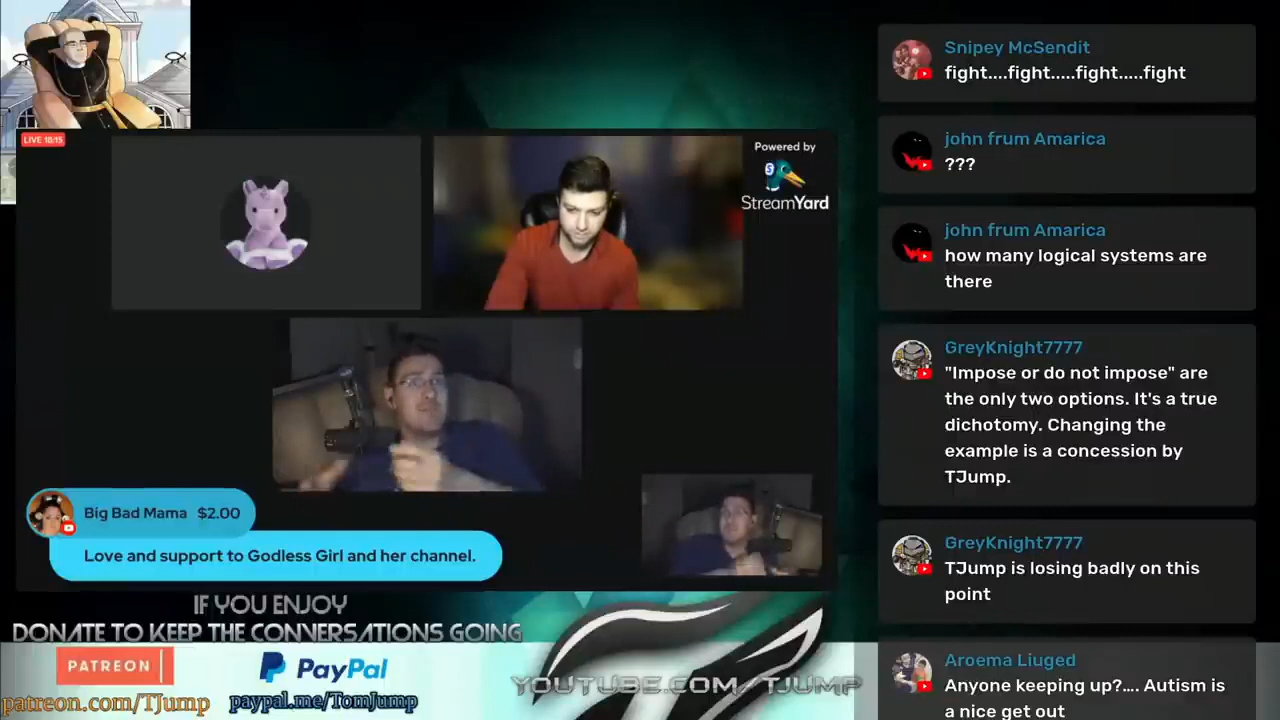 LIVE 18/15
Powered by
StreamYard
Big Bad Mama $2.00
Love and support to Godless Girl and her channel.
IF YOU ENJOY
DONATE TO KEEP THE CONVERSATIONS GOING
PATREON
PayPal
patreon.com/TJump
paypal.me/TomJump
YOUTUBE.COM/TJUMP
Snipey McSendit
fight....fight.....fight.....fight
john frum Amarica
???
john frum Amarica
how many logical systems are
there
GreyKnight7777
"Impose or do not impose" are
the only two options. It's a true
dichotomy. Changing the
example is a concession by
TJump.
GreyKnight7777
TJump is losing badly on this
point
Aroema Liuged
Anyone keeping up?.... Autism is
a nice get out